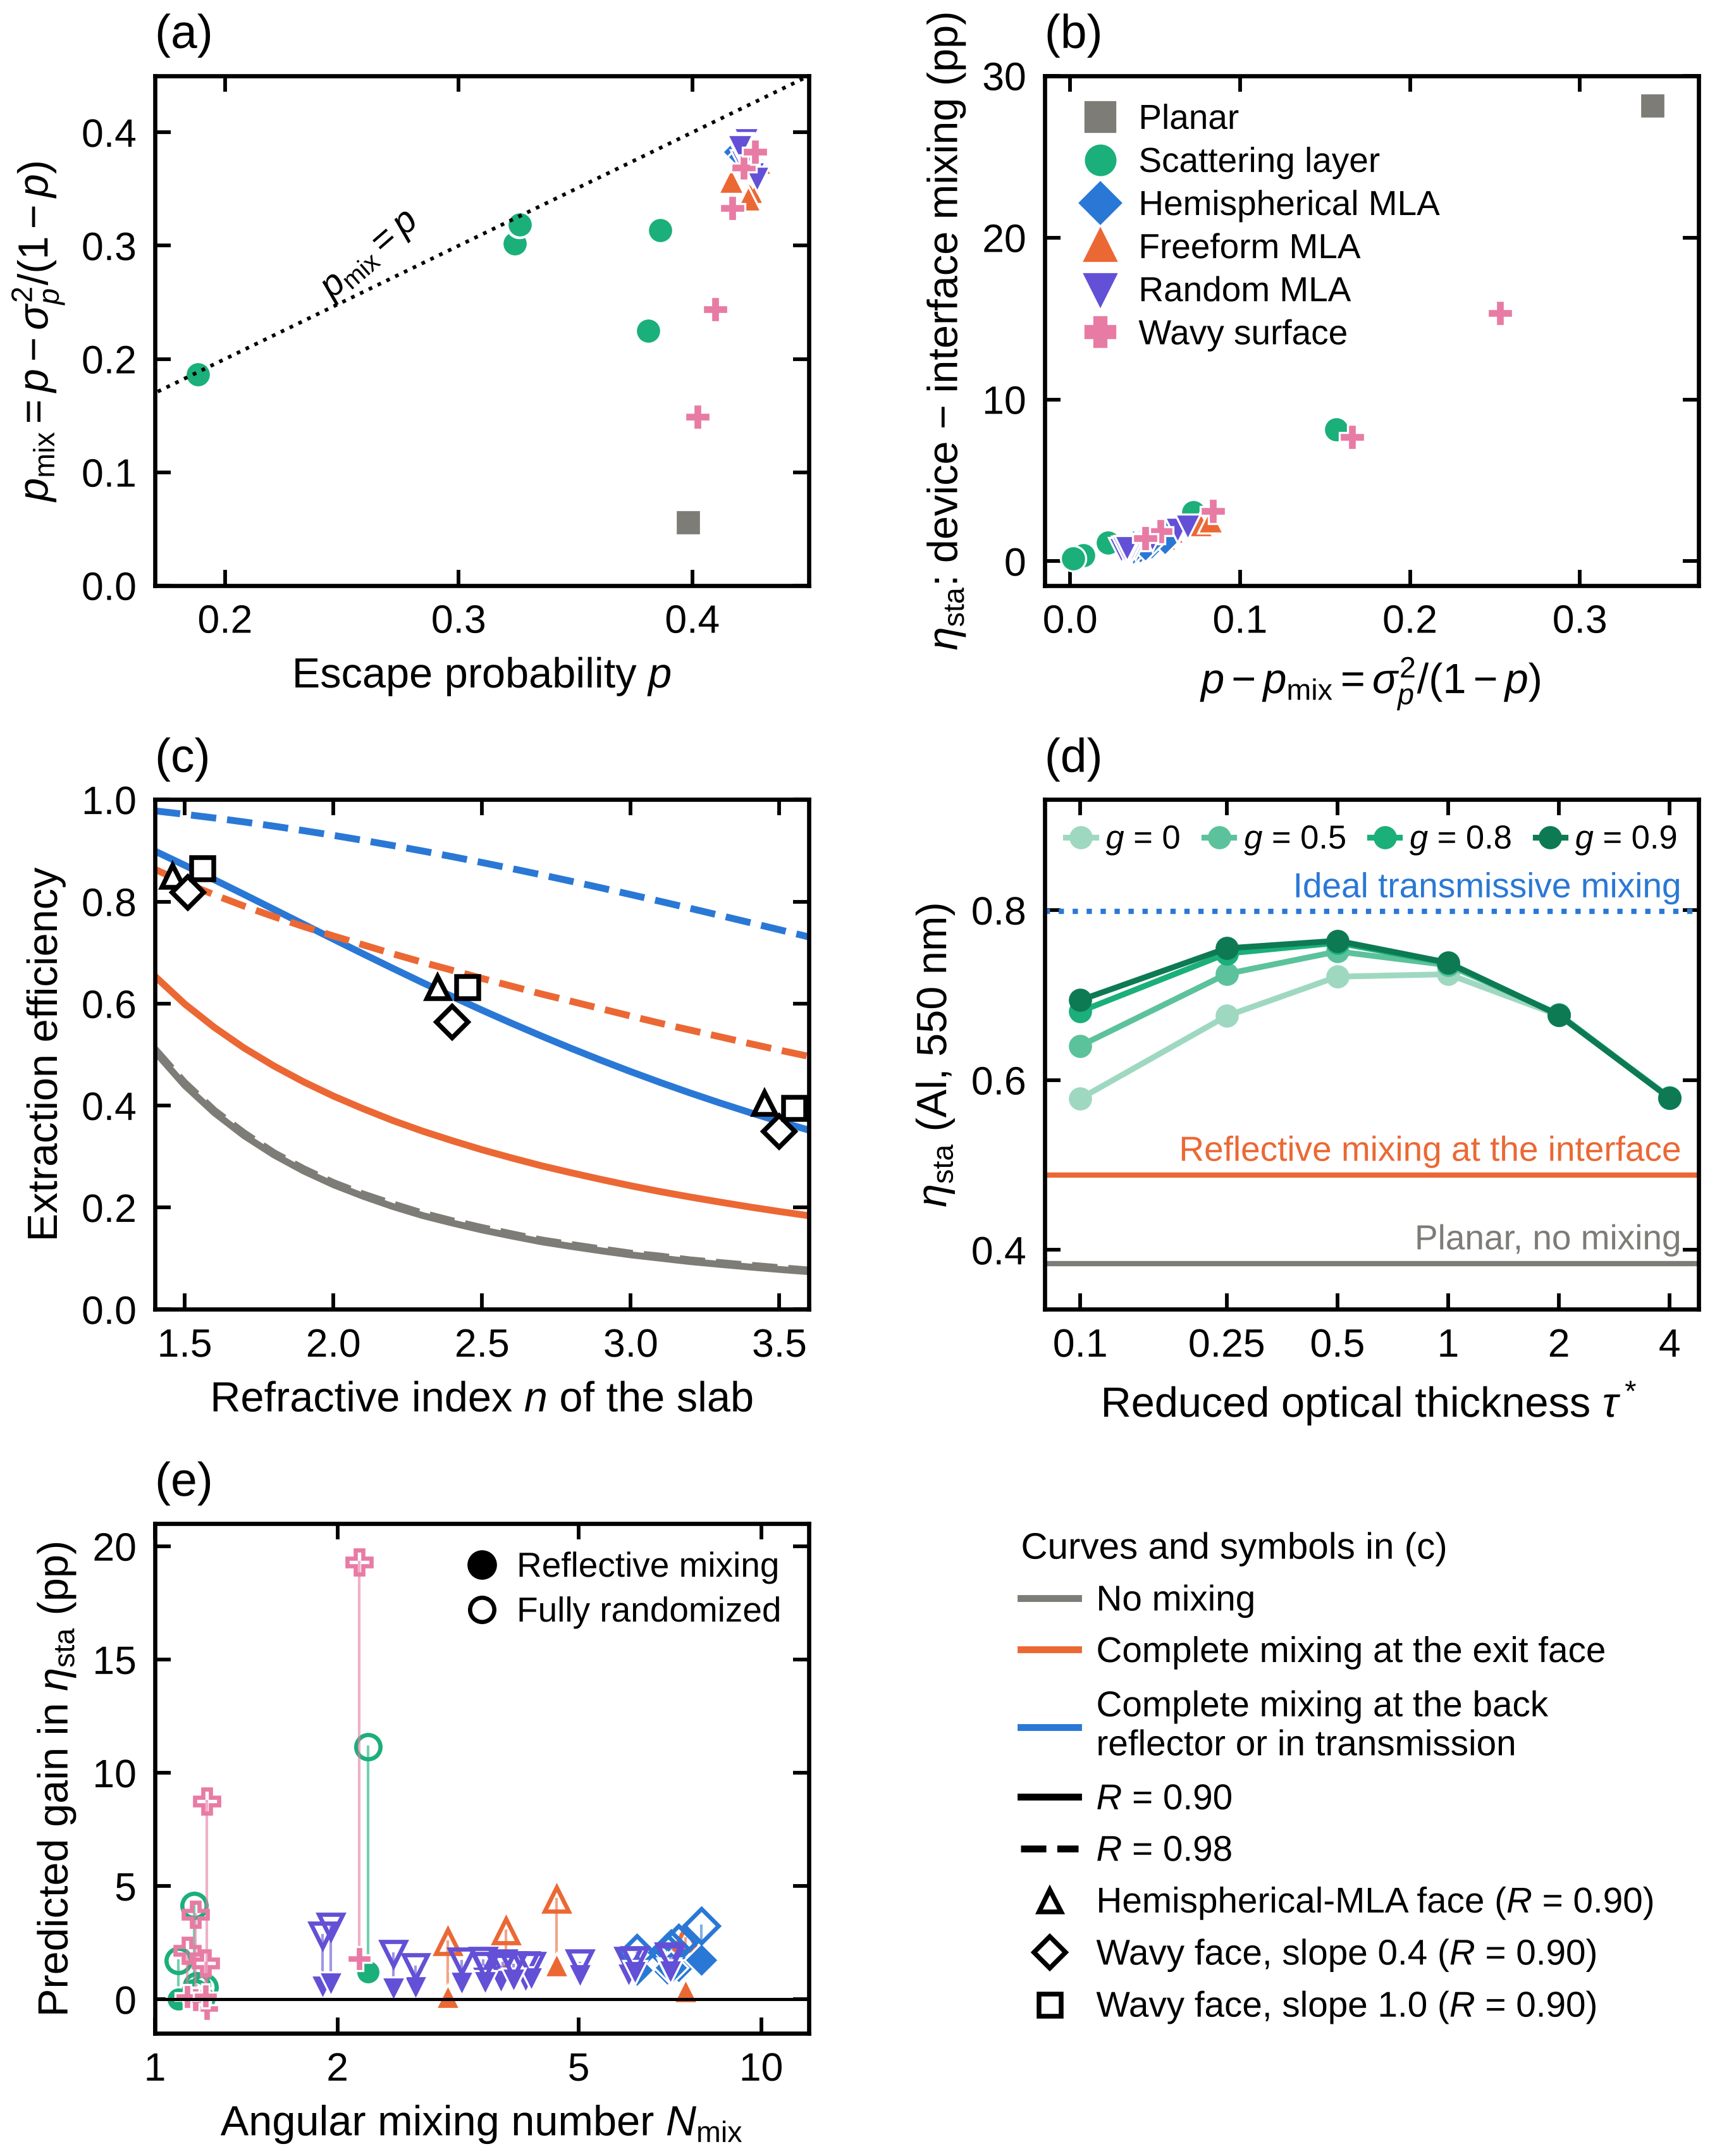 (a)
0.4
0.3
0.2
0.1
0.0
p_mix = p − σ_p^2/(1 − p)
p_mix = p
0.2 0.3 0.4
Escape probability p
(b)
30
20
10
0
η_sta: device − interface mixing (pp)
Planar
Scattering layer
Hemispherical MLA
Freeform MLA
Random MLA
Wavy surface
0.0 0.1 0.2 0.3
p − p_mix = σ_p^2/(1 − p)
(c)
1.0
0.8
0.6
0.4
0.2
0.0
Extraction efficiency
1.5 2.0 2.5 3.0 3.5
Refractive index n of the slab
(d)
0.8
0.6
0.4
η_sta (Al, 550 nm)
g = 0 g = 0.5 g = 0.8 g = 0.9
Ideal transmissive mixing
Reflective mixing at the interface
Planar, no mixing
0.1 0.25 0.5 1 2 4
Reduced optical thickness τ*
(e)
20
15
10
5
0
Predicted gain in η_sta (pp)
Reflective mixing
Fully randomized
1 2 5 10
Angular mixing number N_mix
Curves and symbols in (c)
No mixing
Complete mixing at the exit face
Complete mixing at the back
reflector or in transmission
R = 0.90
R = 0.98
Hemispherical-MLA face (R = 0.90)
Wavy face, slope 0.4 (R = 0.90)
Wavy face, slope 1.0 (R = 0.90)